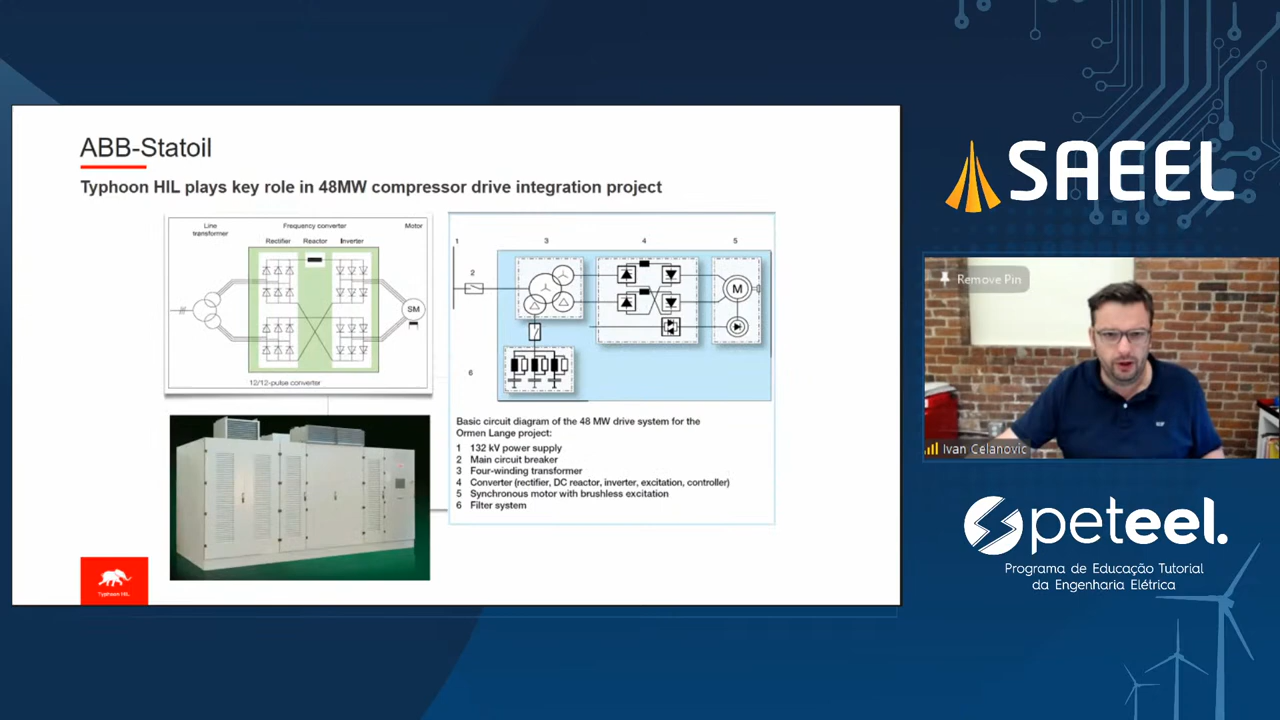 ABB-Statoil
Typhoon HIL plays key role in 48MW compressor drive integration project
Line
transformer
Frequency converter
Motor
Rectifier
Reactor
Inverter
SM
12/12-pulse converter
1
2
3
4
5
M
6
Basic circuit diagram of the 48 MW drive system for the
Ormen Lange project:
1 132 kV power supply
2 Main circuit breaker
3 Four-winding transformer
4 Converter (rectifier, DC reactor, inverter, excitation, controller)
5 Synchronous motor with brushless excitation
6 Filter system
Typhoon HIL
SAEEL
Remove Pin
Ivan Celanovic
peteel.
Programa de Educação Tutorial
da Engenharia Elétrica